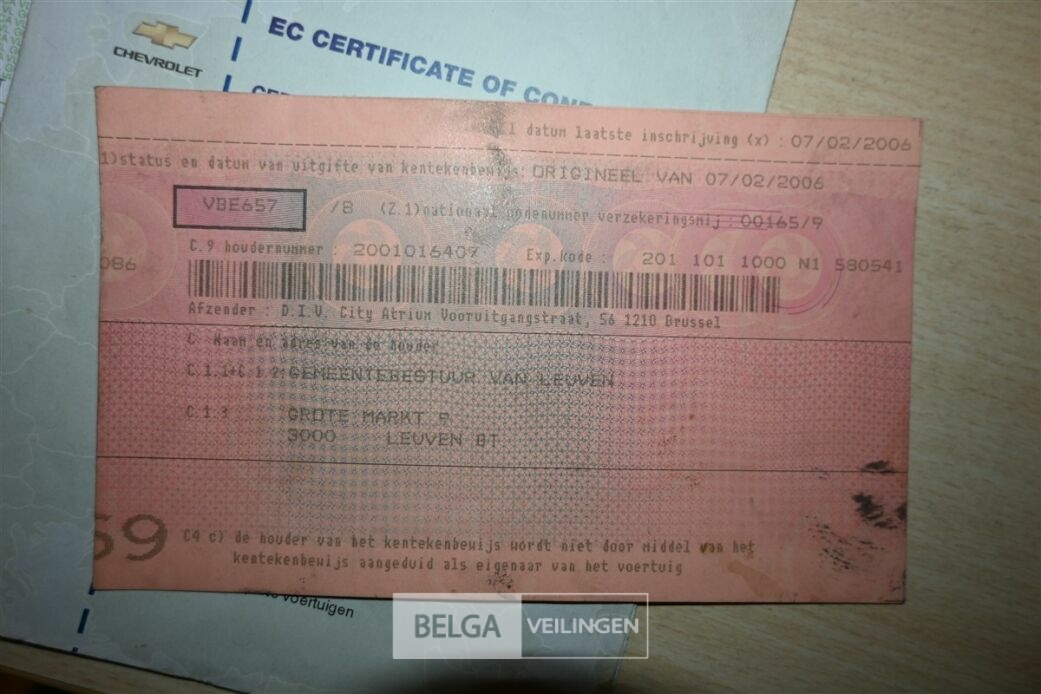 CHEVROLET
EC CERTIFICATE OF CONF
I datum laatste inschrijving (x) : 07/02/2006
1)status en datum van uitgifte van kentekenbewijs: ORIGINEEL VAN 07/02/2006
VBE657 /8 (Z.1)nationaal codenummer verzekeringsmij : 00165/9
C.9 houdernummer : 2001016409 Exp.kode : 201 101 1000 N1 580541
086
Afzender : D.I.V. City Atrium Vooruitgangstraat, 56 1210 Brussel
C Naam en adres van de houder
C.1.1+C.1.2:GEMEENTEBESTUUR VAN LEUVEN
C.1.3 GROTE MARKT 9
3000 LEUVEN BT
69 C4 c) de houder van het kentekenbewijs wordt niet door middel van het
kentekenbewijs aangeduid als eigenaar van het voertuig
voertuigen
BELGA VEILINGEN